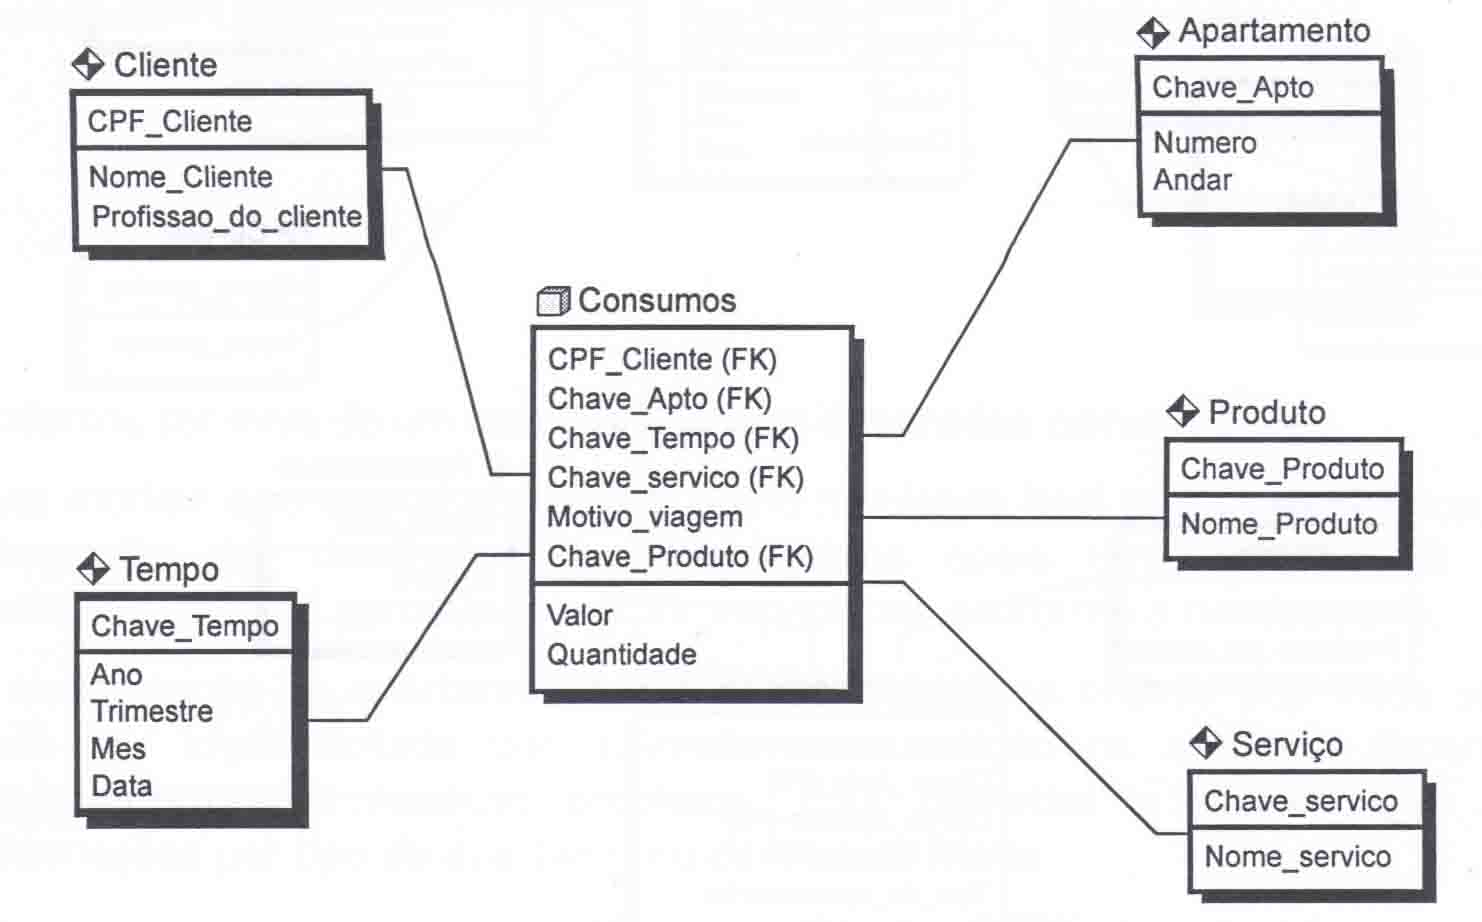 Cliente
CPF_Cliente
Nome_Cliente
Profissao_do_cliente
Apartamento
Chave_Apto
Numero
Andar
Consumos
CPF_Cliente (FK)
Chave_Apto (FK)
Chave_Tempo (FK)
Chave_servico (FK)
Motivo_viagem
Chave_Produto (FK)
Valor
Quantidade
Produto
Chave_Produto
Nome_Produto
Tempo
Chave_Tempo
Ano
Trimestre
Mes
Data
Serviço
Chave_servico
Nome_servico